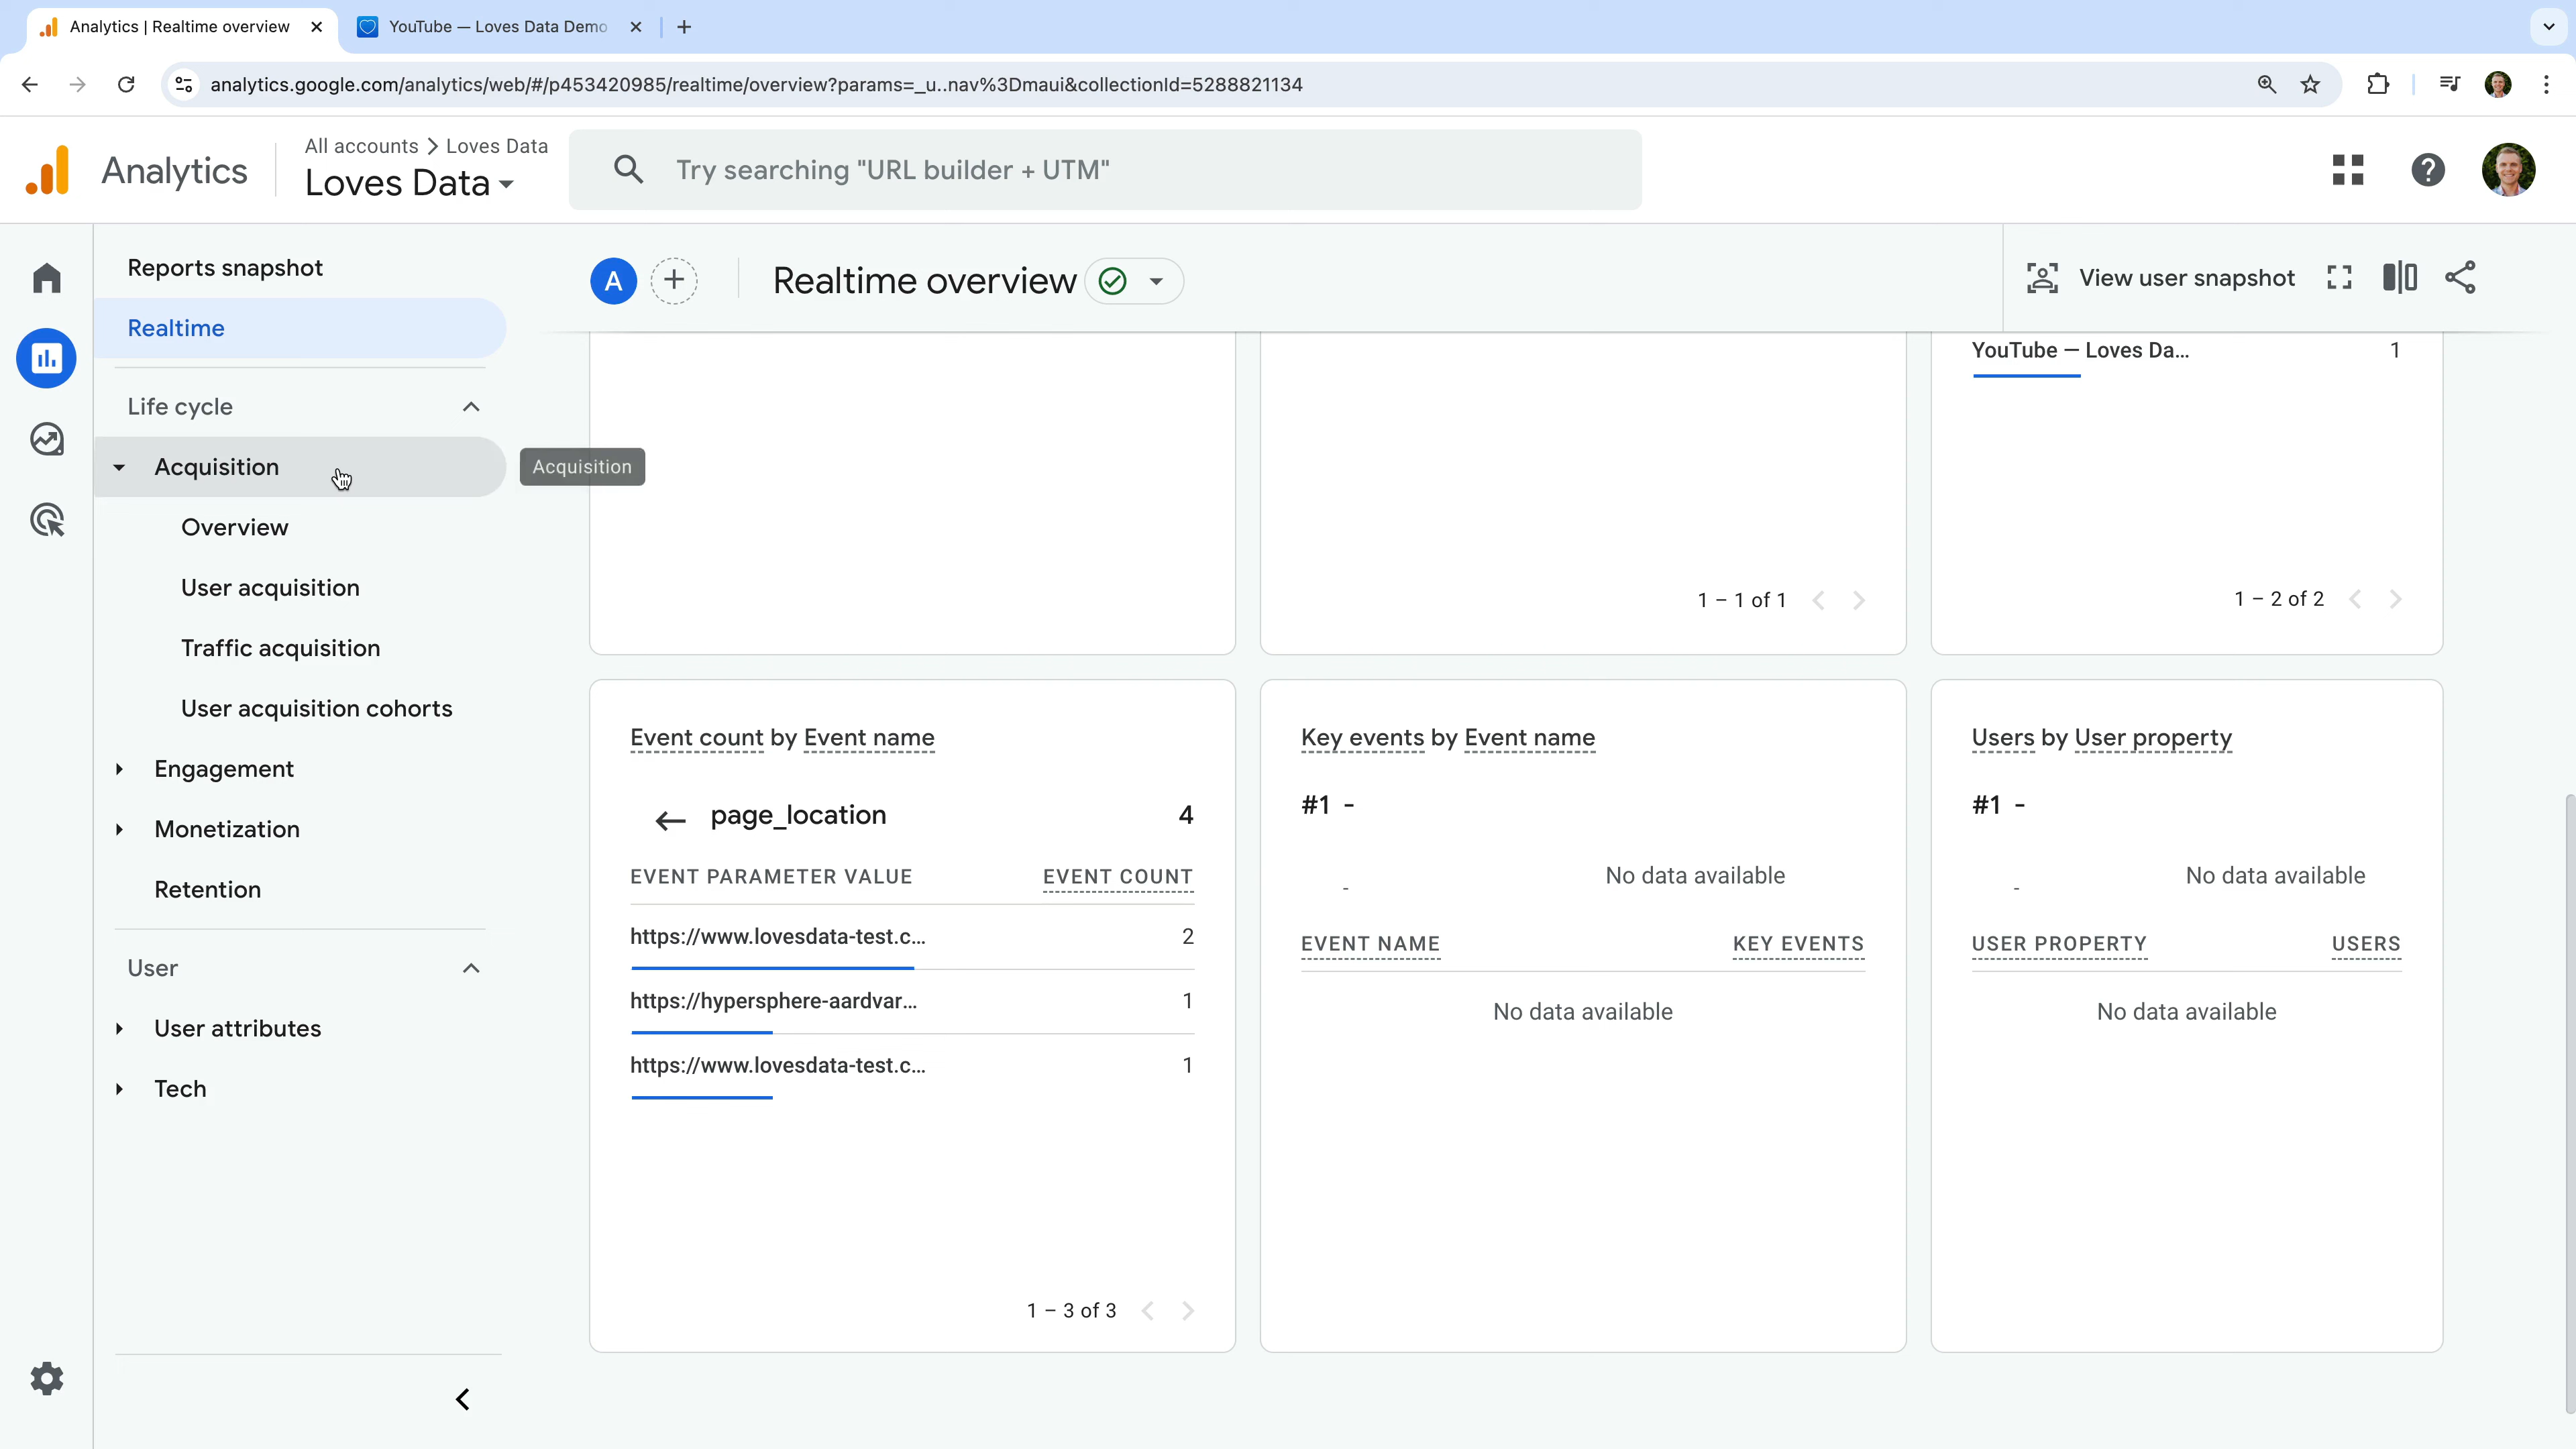 Analytics | Realtime overview
YouTube — Loves Data Demo
analytics.google.com/analytics/web/#/p453420985/realtime/overview?params=_u..nav%3Dmaui&collectionId=5288821134
Analytics
All accounts > Loves Data
Loves Data
Try searching "URL builder + UTM"
Reports snapshot
Realtime
Life cycle
Acquisition
Acquisition
Overview
User acquisition
Traffic acquisition
User acquisition cohorts
Engagement
Monetization
Retention
User
User attributes
Tech
A
Realtime overview
View user snapshot
YouTube — Loves Da... 1
1 – 1 of 1
1 – 2 of 2
Event count by Event name
page_location 4
EVENT PARAMETER VALUE EVENT COUNT
https://www.lovesdata-test.c... 2
https://hypersphere-aardvar... 1
https://www.lovesdata-test.c... 1
1 – 3 of 3
Key events by Event name
#1 -
- No data available
EVENT NAME KEY EVENTS
No data available
Users by User property
#1 -
- No data available
USER PROPERTY USERS
No data available